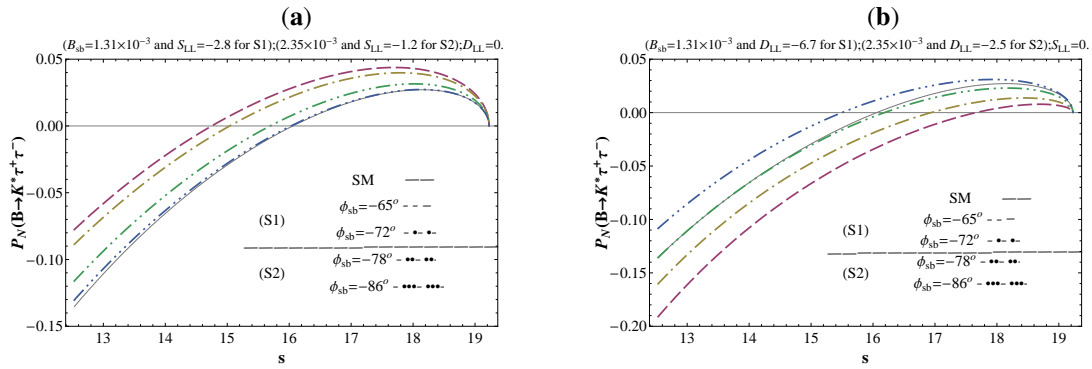 (a)
(B_sb=1.31×10⁻³ and S_LL=−2.8 for S1);(2.35×10⁻³ and S_LL=−1.2 for S2);D_LL=0.
0.05
0.00
−0.05
−0.10
−0.15
P_N(B→K*τ⁺τ⁻)
SM
ϕ_sb=−65°
(S1)
ϕ_sb=−72°
ϕ_sb=−78°
(S2)
ϕ_sb=−86°
13 14 15 16 17 18 19
s
(b)
(B_sb=1.31×10⁻³ and D_LL=−6.7 for S1);(2.35×10⁻³ and D_LL=−2.5 for S2);S_LL=0.
0.05
0.00
−0.05
−0.10
−0.15
−0.20
P_N(B→K*τ⁺τ⁻)
SM
ϕ_sb=−65°
(S1)
ϕ_sb=−72°
ϕ_sb=−78°
(S2)
ϕ_sb=−86°
13 14 15 16 17 18 19
s